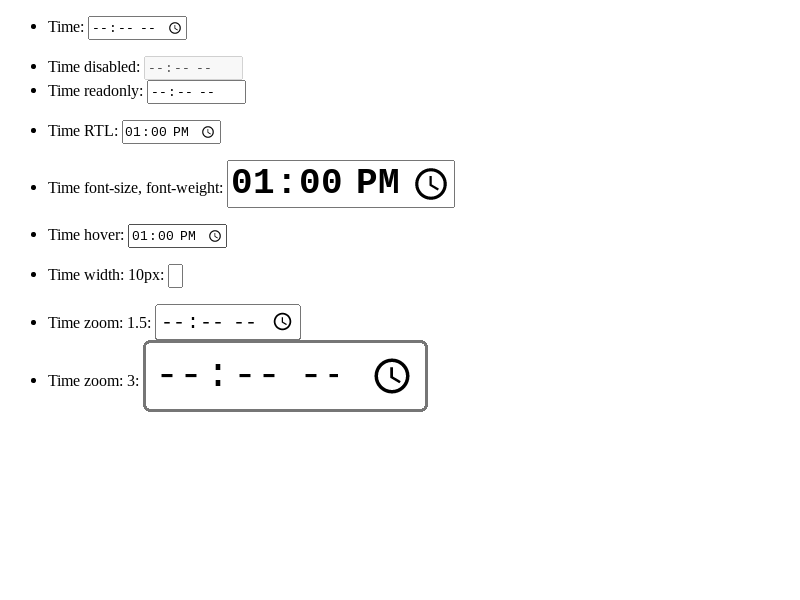 Time: --:-- --
Time disabled: --:-- --
Time readonly: --:-- --
Time RTL: 01:00 PM
Time font-size, font-weight: 01:00 PM
Time hover: 01:00 PM
Time width: 10px:
Time zoom: 1.5: --:-- --
Time zoom: 3: --:-- --